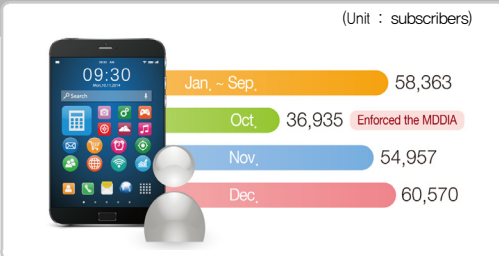 (Unit : subscribers)
09:30
Search
Jan. ~ Sep. 58,363
Oct. 36,935 Enforced the MDDIA
Nov. 54,957
Dec. 60,570